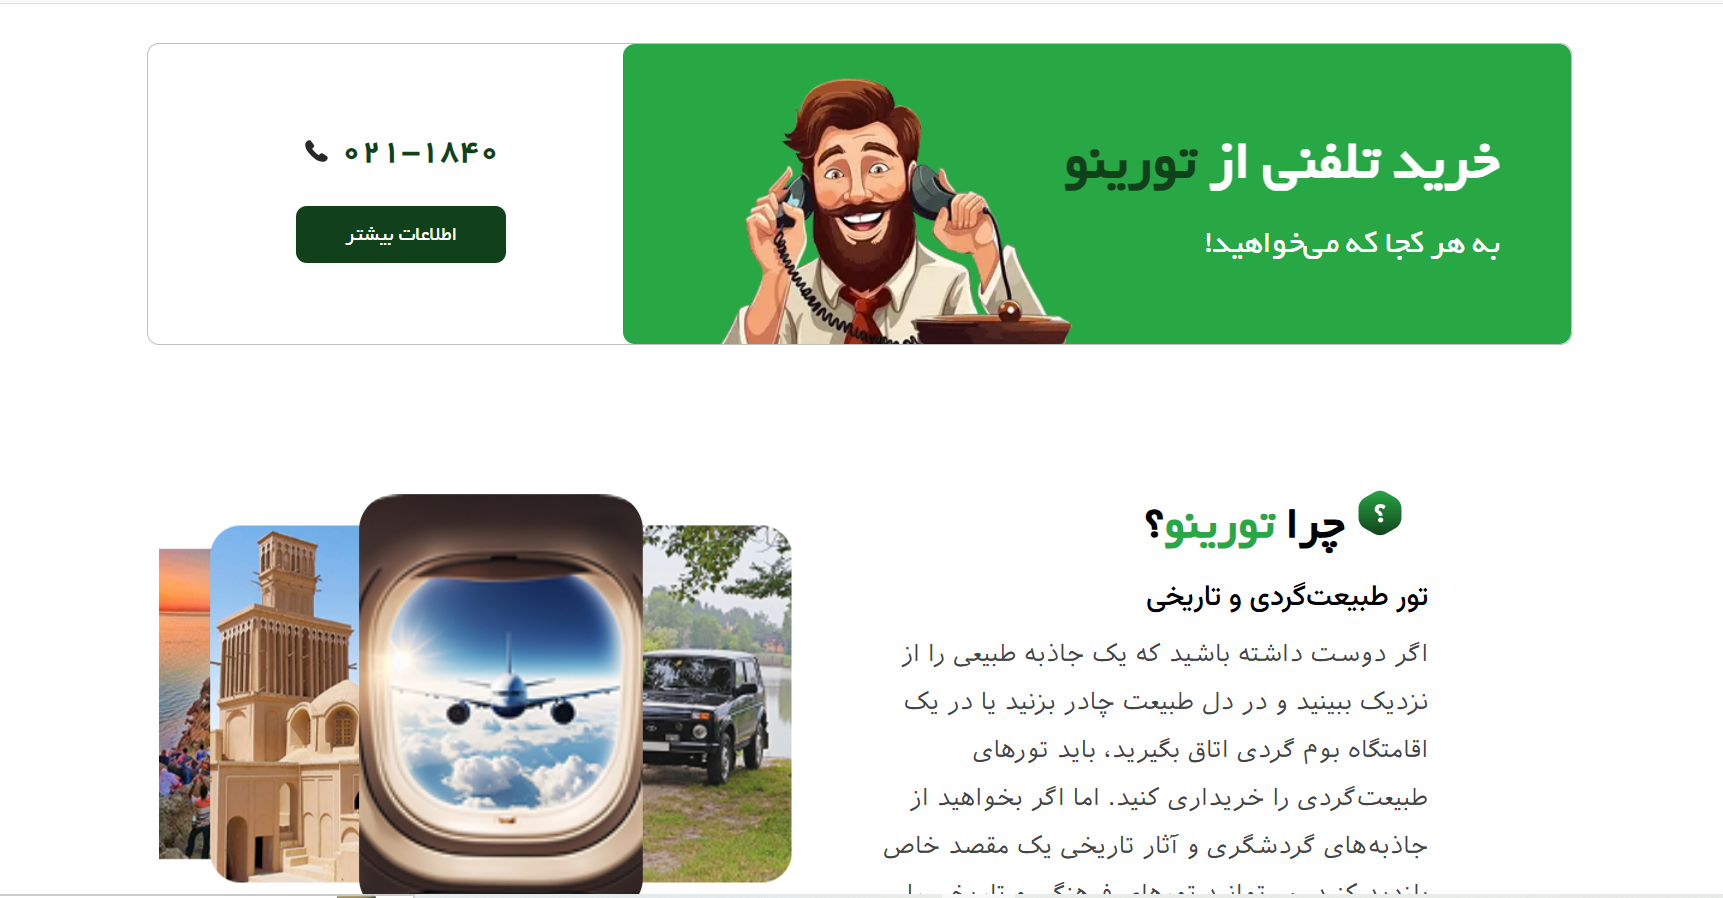 خرید تلفنی از تورینو
به هر کجا که می‌خواهید!
۰۲۱-۱۸۴۰
اطلاعات بیشتر
؟
چرا تورینو؟
تور طبیعت‌گردی و تاریخی
اگر دوست داشته باشید که یک جاذبه طبیعی را از
نزدیک ببینید و در دل طبیعت چادر بزنید یا در یک
اقامتگاه بوم گردی اتاق بگیرید، باید تورهای
طبیعت‌گردی را خریداری کنید. اما اگر بخواهید از
جاذبه‌های گردشگری و آثار تاریخی یک مقصد خاص